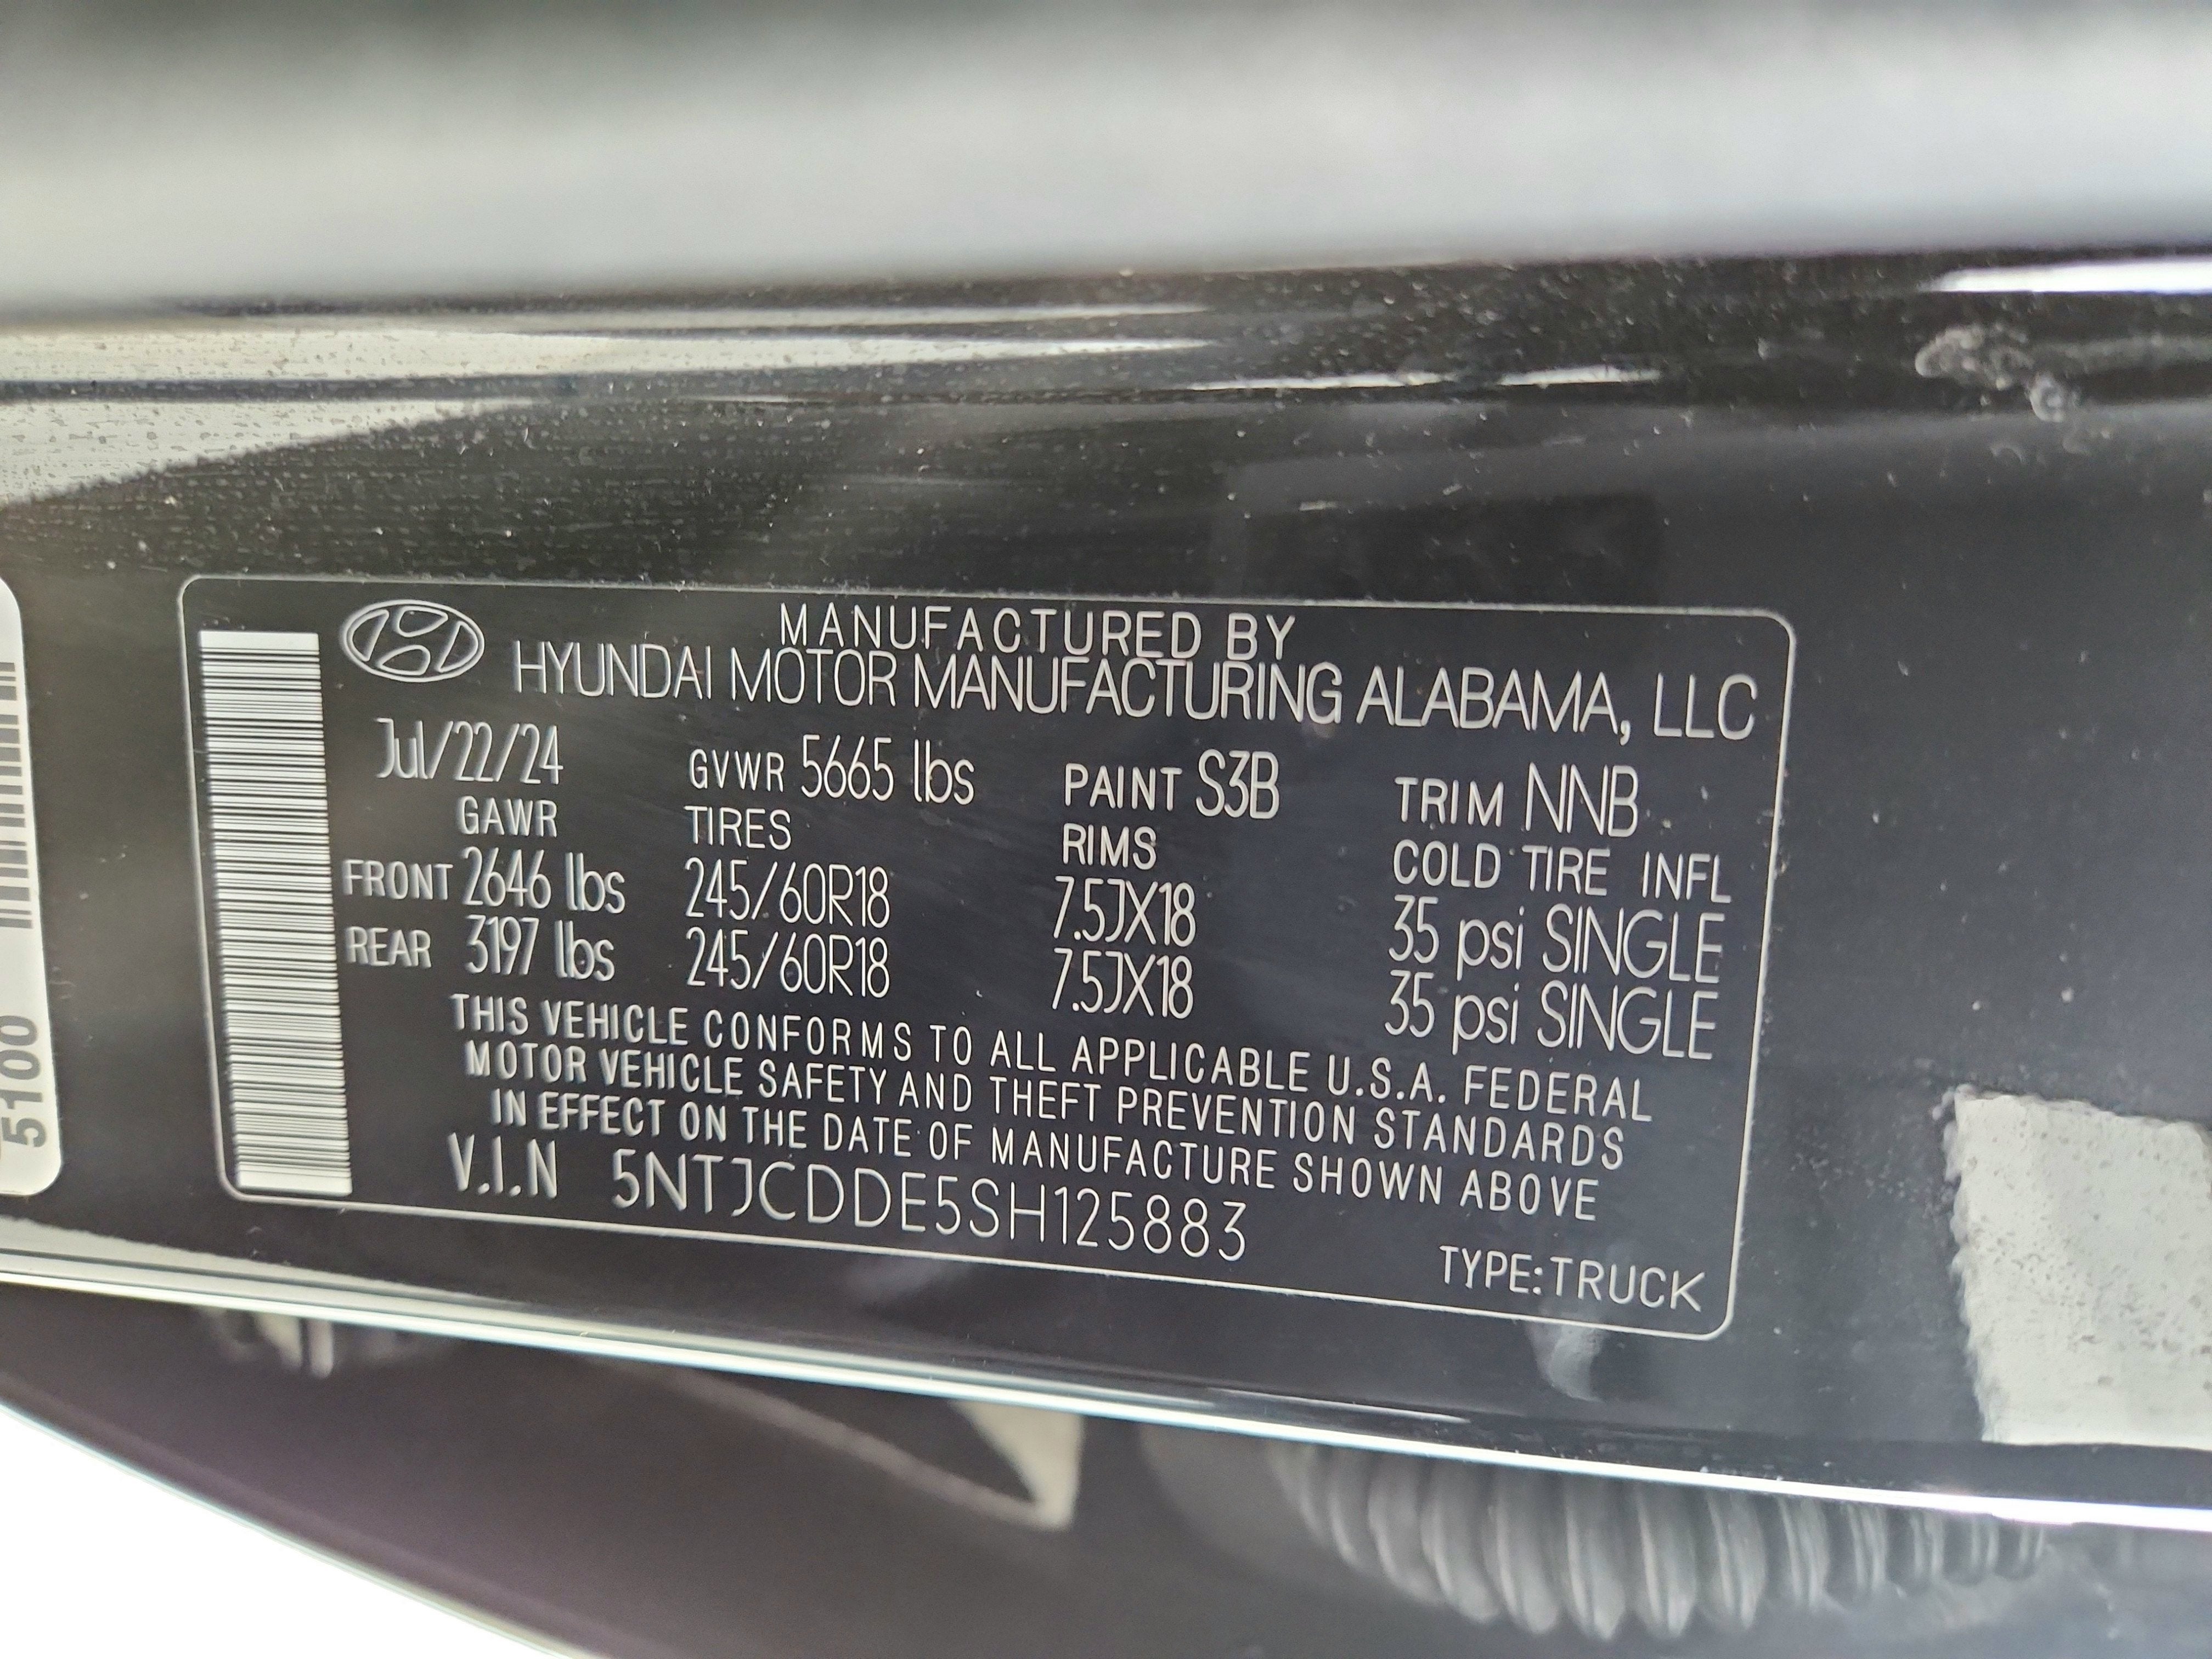 MANUFACTURED BY
HYUNDAI MOTOR MANUFACTURING ALABAMA, LLC
Jul/22/24 GVWR 5665 lbs PAINT S3B TRIM NNB
GAWR TIRES RIMS COLD TIRE INFL
FRONT 2646 lbs 245/60R18 7.5JX18 35 psi SINGLE
REAR 3197 lbs 245/60R18 7.5JX18 35 psi SINGLE
THIS VEHICLE CONFORMS TO ALL APPLICABLE U.S.A. FEDERAL
MOTOR VEHICLE SAFETY AND THEFT PREVENTION STANDARDS
IN EFFECT ON THE DATE OF MANUFACTURE SHOWN ABOVE
V.I.N 5NTJCDDE5SH125883
TYPE:TRUCK
5100